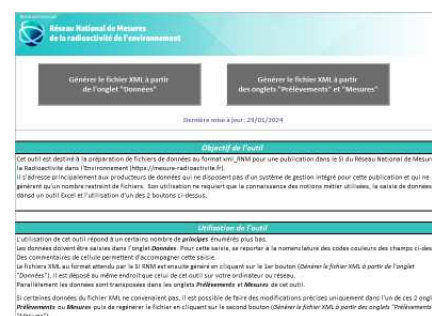 Réseau National de Mesures
de la radioactivité de l'environnement
Générer le fichier XML à partir
de l'onglet "Données"
Générer le fichier XML à partir
des onglets "Prélèvements" et "Mesures"
Dernière mise à jour : 29/05/2024
Objectif de l'outil
Cet outil est destiné à la préparation de fichiers de données au format xml_RNM pour une publication dans le SI du Réseau National de Mesure
la Radioactivité dans l'Environnement (https://mesure-radioactivite.fr).
Il s'adresse principalement aux producteurs de données qui ne disposent pas d'un système de gestion intégré pour cette publication et qui ne
génèrent qu'un nombre restreint de fichiers. Son utilisation ne requiert que la connaissance des notions métier utilisées, la saisie de données
dansd un outil Excel et l'utilisation d'un des 2 boutons ci-dessus.
Utilisation de l'outil
L'utilisation de cet outil répond à un certains nombre de principes énumérés plus bas.
Les données doivent être saisies dans l'onglet Données. Pour cette saisie, se reporter à la nomenclature des codes couleurs des champs ci-des
Des commentaires de cellule permettent d'accompagner cette saisie.
Le fichiers XML au format attendu par le SI RNM est ensuite généré en cliquant sur le 1er bouton (Générer le fichier XML à partir de l'onglet
"Données"). Il est déposé au même endroit que celui de cet outil sur votre ordinateur ou réseau.
Parallèlement les données sont transposées dans les onglets Prélèvements et Mesures de cet outil.
Si certaines données du fichier XML ne convenaient pas, il est possible de faire des modifications précises uniquement dans l'un de ces 2 ongl
Prélèvements ou Mesures puis de regénérer le fichier en cliquant sur le second bouton (Générer le fichier XML à partir des onglets "Prélèvements
"Mesures")